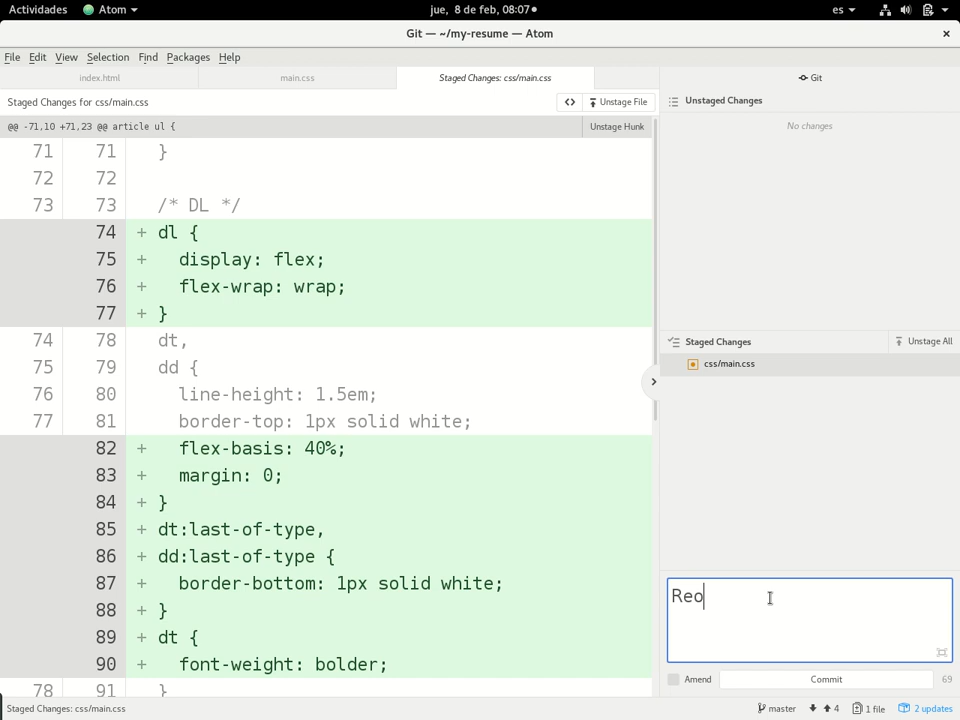 Actividades Atom jue, 8 de feb, 08:07 es
Git — ~/my-resume — Atom
File Edit View Selection Find Packages Help
index.html main.css Staged Changes: css/main.css Git
Staged Changes for css/main.css <> Unstage File Unstaged Changes
@@ -71,10 +71,23 @@ article ul { Unstage Hunk No changes
71 71 }
72 72
73 73 /* DL */
74 + dl {
75 + display: flex;
76 + flex-wrap: wrap;
77 + }
74 78 dt,
75 79 dd {
76 80 line-height: 1.5em;
77 81 border-top: 1px solid white;
82 + flex-basis: 40%;
83 + margin: 0;
84 + }
85 + dt:last-of-type,
86 + dd:last-of-type {
87 + border-bottom: 1px solid white;
88 + }
89 + dt {
90 + font-weight: bolder;
78 91 }
Staged Changes Unstage All
css/main.css
Reo
Amend Commit 69
Staged Changes: css/main.css master 4 1 file 2 updates